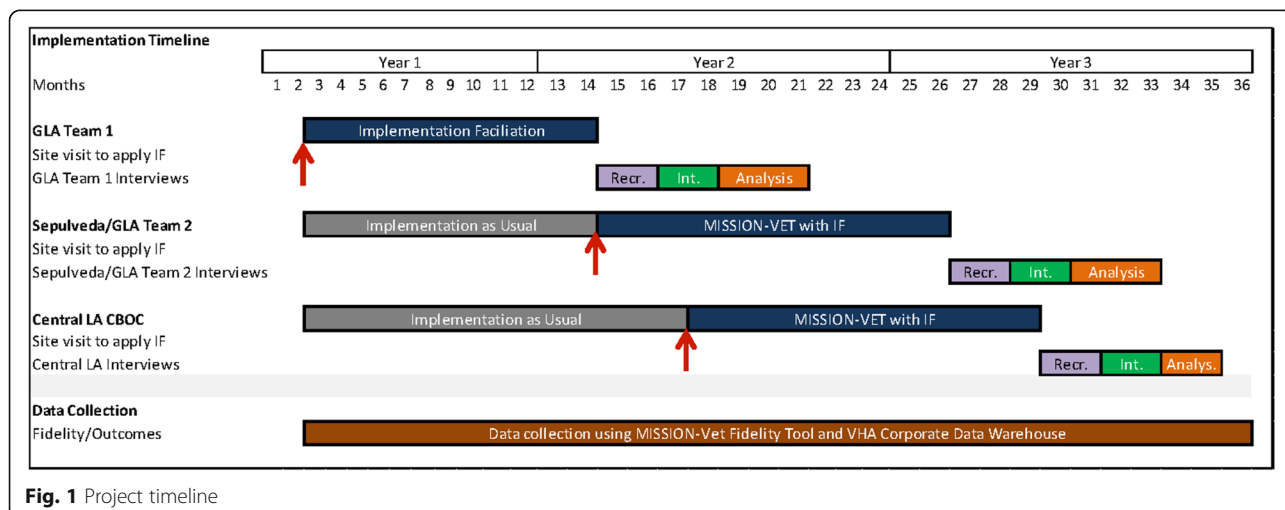 Implementation Timeline
Year 1 Year 2 Year 3
Months 1 2 3 4 5 6 7 8 9 10 11 12 13 14 15 16 17 18 19 20 21 22 23 24 25 26 27 28 29 30 31 32 33 34 35 36
GLA Team 1 Implementation Faciliation
Site visit to apply IF
GLA Team 1 Interviews Recr. Int. Analysis
Sepulveda/GLA Team 2 Implementation as Usual MISSION-VET with IF
Site visit to apply IF
Sepulveda/GLA Team 2 Interviews Recr. Int. Analysis
Central LA CBOC Implementation as Usual MISSION-VET with IF
Site visit to apply IF
Central LA Interviews Recr. Int. Analys.
Data Collection
Fidelity/Outcomes Data collection using MISSION-Vet Fidelity Tool and VHA Corporate Data Warehouse
Fig. 1 Project timeline